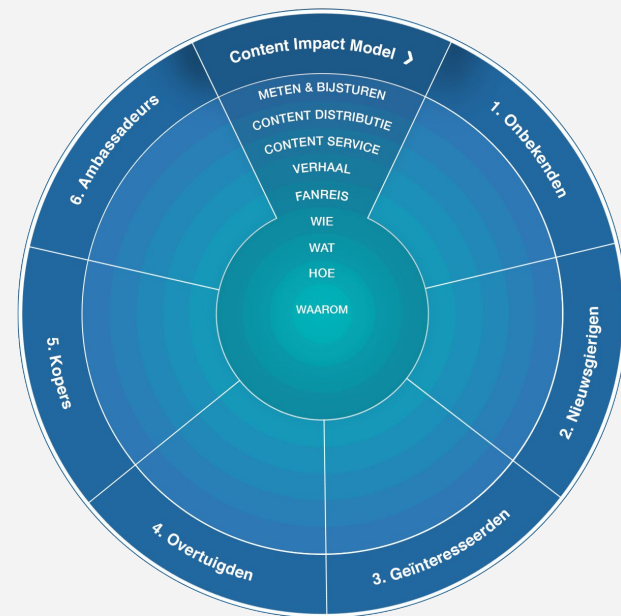 Content Impact Model ❯
METEN & BIJSTUREN
CONTENT DISTRIBUTIE
CONTENT SERVICE
VERHAAL
FANREIS
WIE
WAT
HOE
WAAROM
1. Onbekenden
2. Nieuwsgierigen
3. Geïnteresseerden
4. Overtuigden
5. Kopers
6. Ambassadeurs